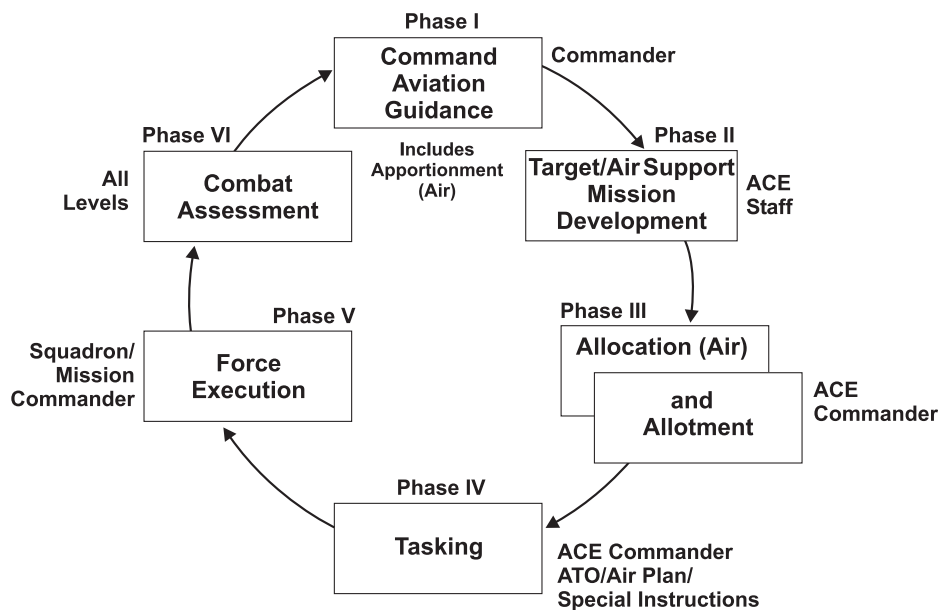 Phase I
Command
Aviation
Guidance
Commander
Includes
Apportionment
(Air)
Phase II
Target/Air Support
Mission
Development
ACE
Staff
Phase III
Allocation (Air)
and
Allotment
ACE
Commander
Phase IV
Tasking
ACE Commander
ATO/Air Plan/
Special Instructions
Phase V
Force
Execution
Squadron/
Mission
Commander
Phase VI
Combat
Assessment
All
Levels